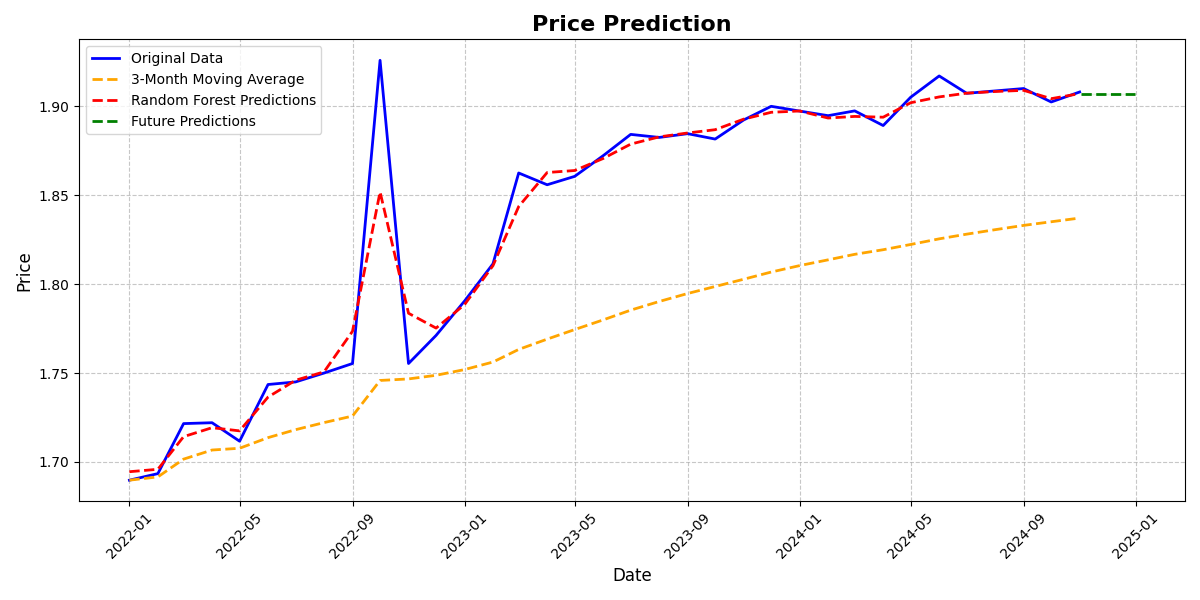 Price Prediction
Original Data
3-Month Moving Average
Random Forest Predictions
Future Predictions
Price
1.90
1.85
1.80
1.75
1.70
2022-01
2022-05
2022-09
2023-01
2023-05
2023-09
2024-01
2024-05
2024-09
2025-01
Date